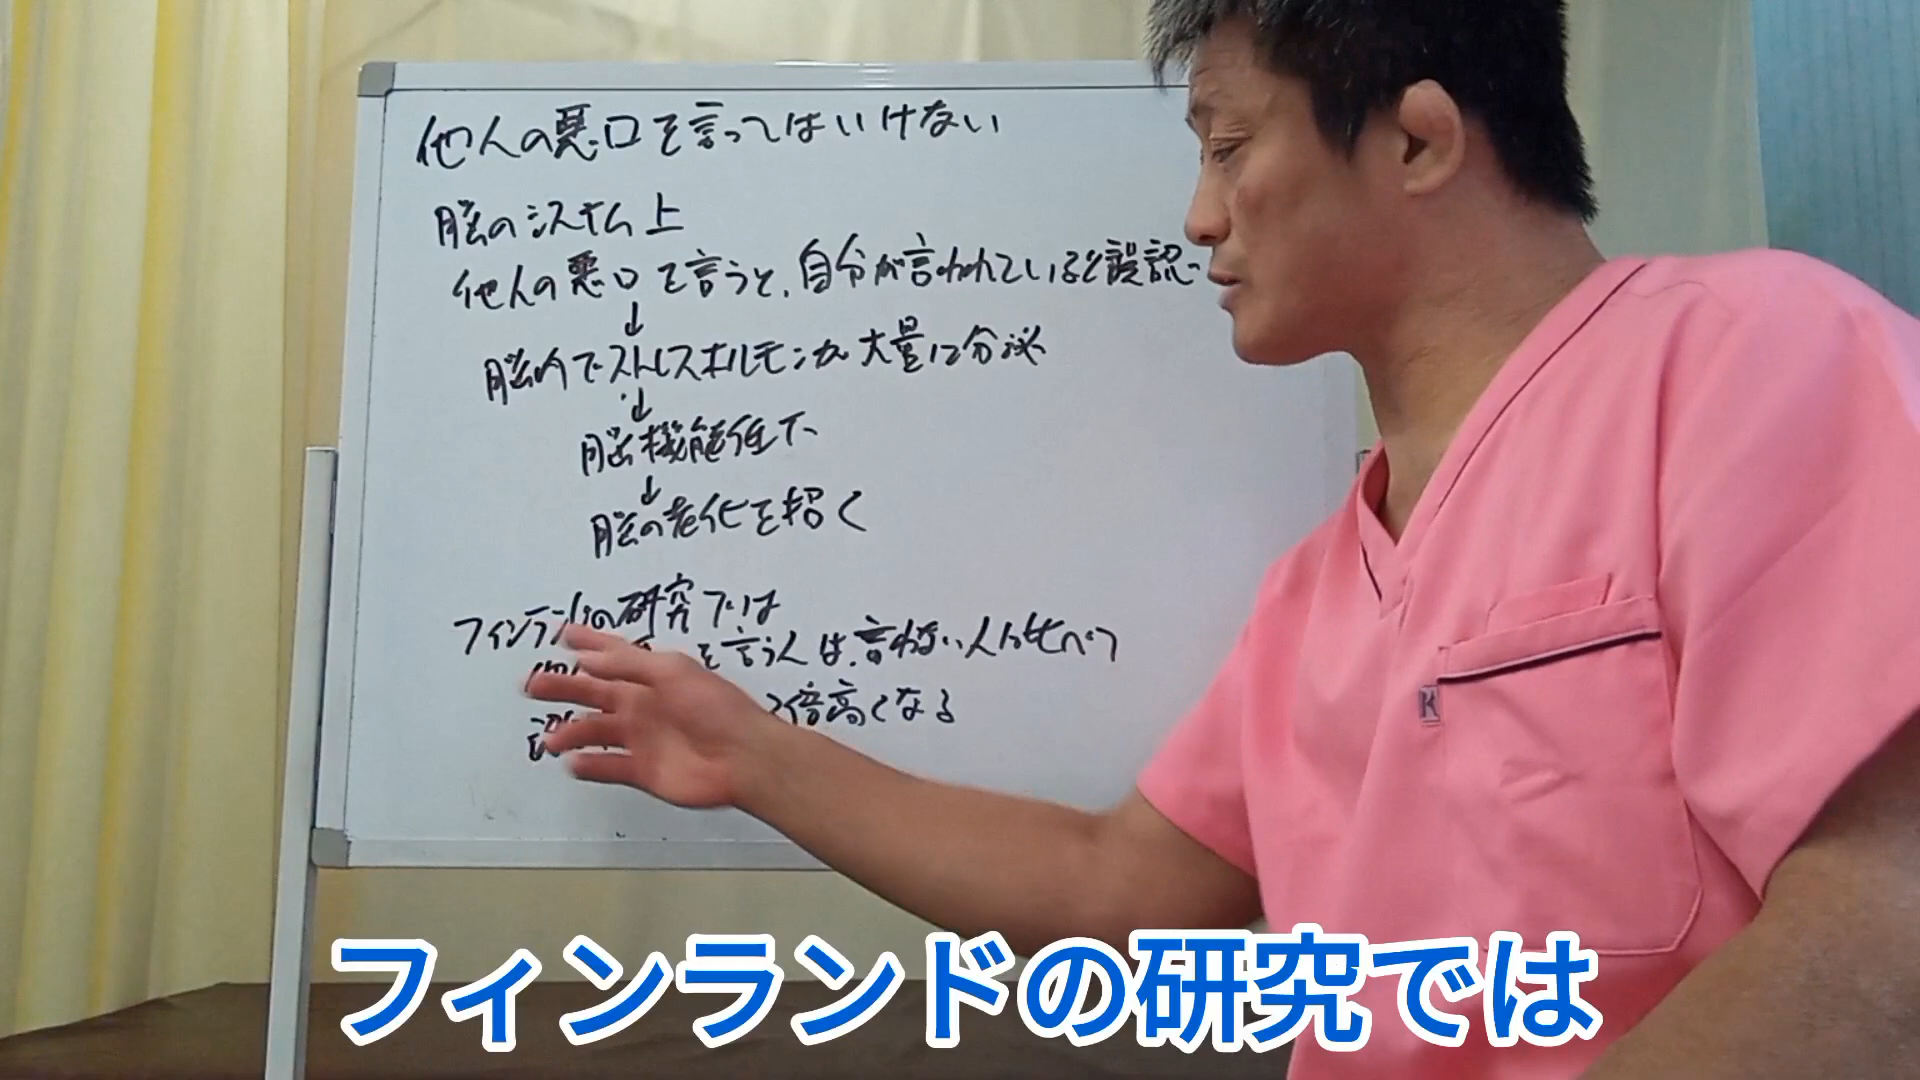 他人の悪口を言ってはいけない
脳のシステム上
他人の悪口を言うと、自分が言われていると誤認
↓
脳内でストレスホルモンが大量に分泌
↓
脳機能低下
↓
脳の老化を招く
フィンランドの研究では
を言う人は、言わない人に比べて
倍高くなる
K
フィンランドの研究では